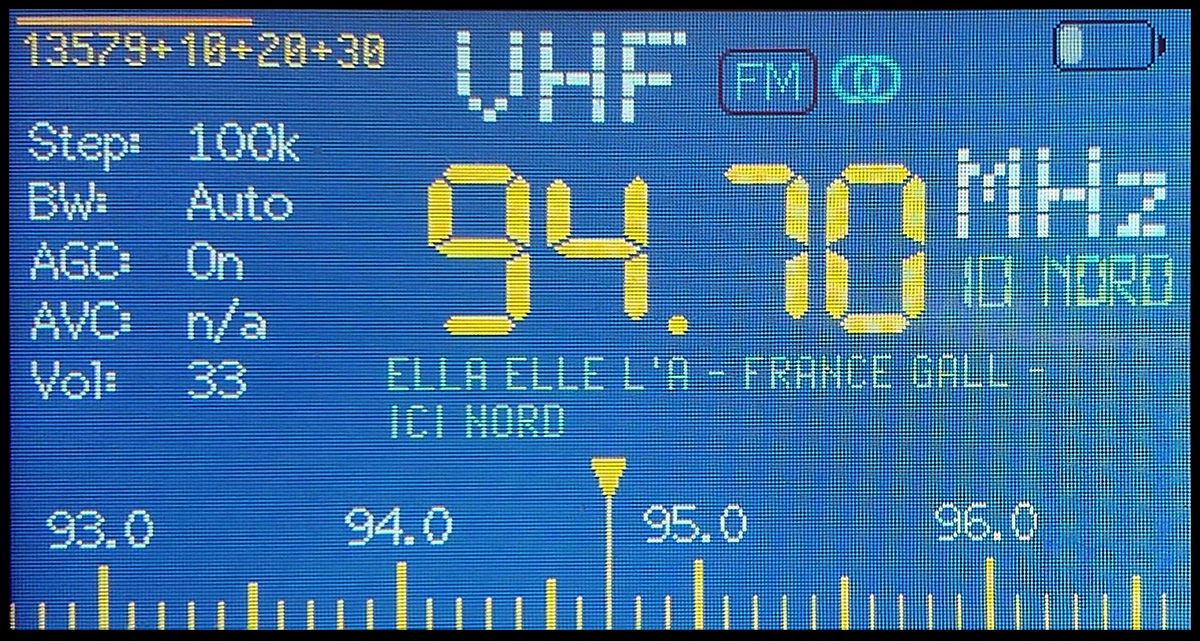 13579+10+20+30
VHF FM
Step: 100k
BW: Auto
AGC: On
AVC: n/a
Vol: 33
94.70 MHz
IO NORD
ELLA ELLE L'A - FRANCE GALL -
ICI NORD
93.0 94.0 95.0 96.0